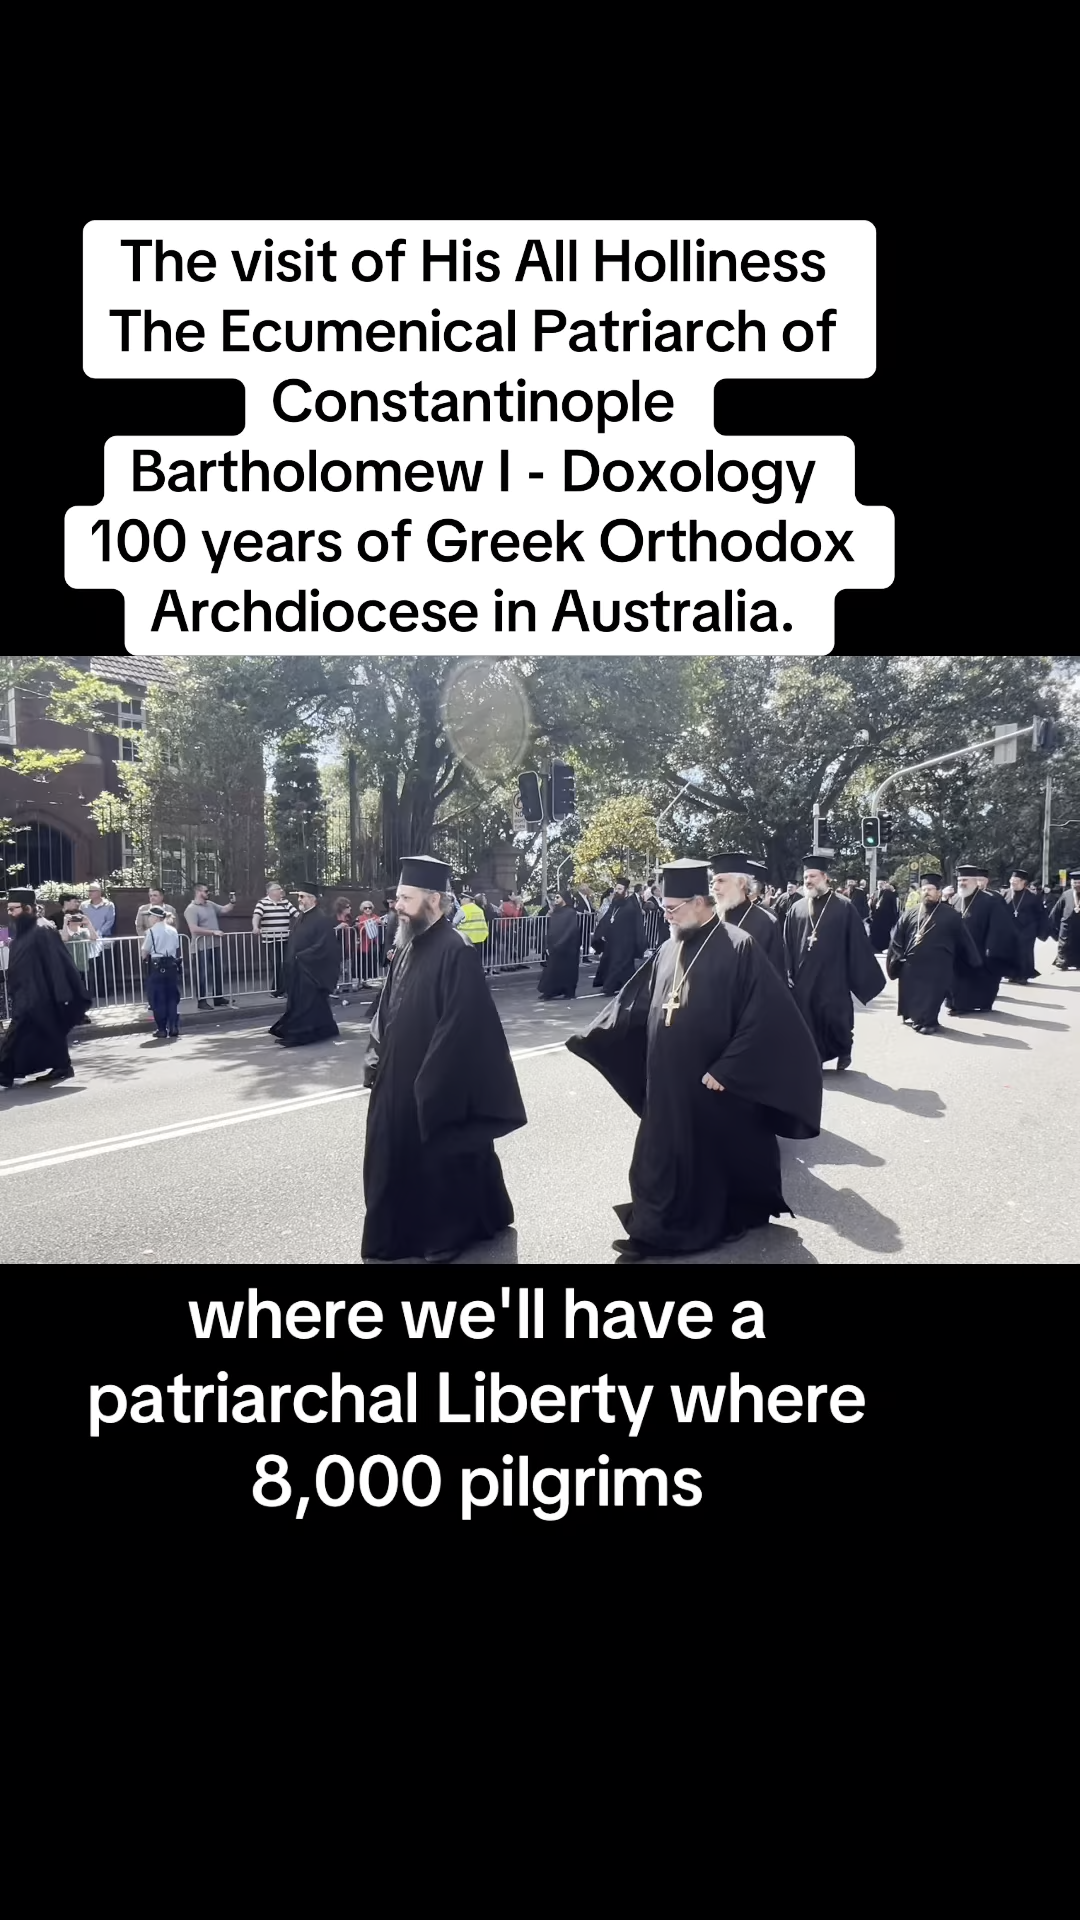 The visit of His All Holliness
The Ecumenical Patriarch of
Constantinople
Bartholomew I - Doxology
100 years of Greek Orthodox
Archdiocese in Australia.
where we'll have a
patriarchal Liberty where
8,000 pilgrims